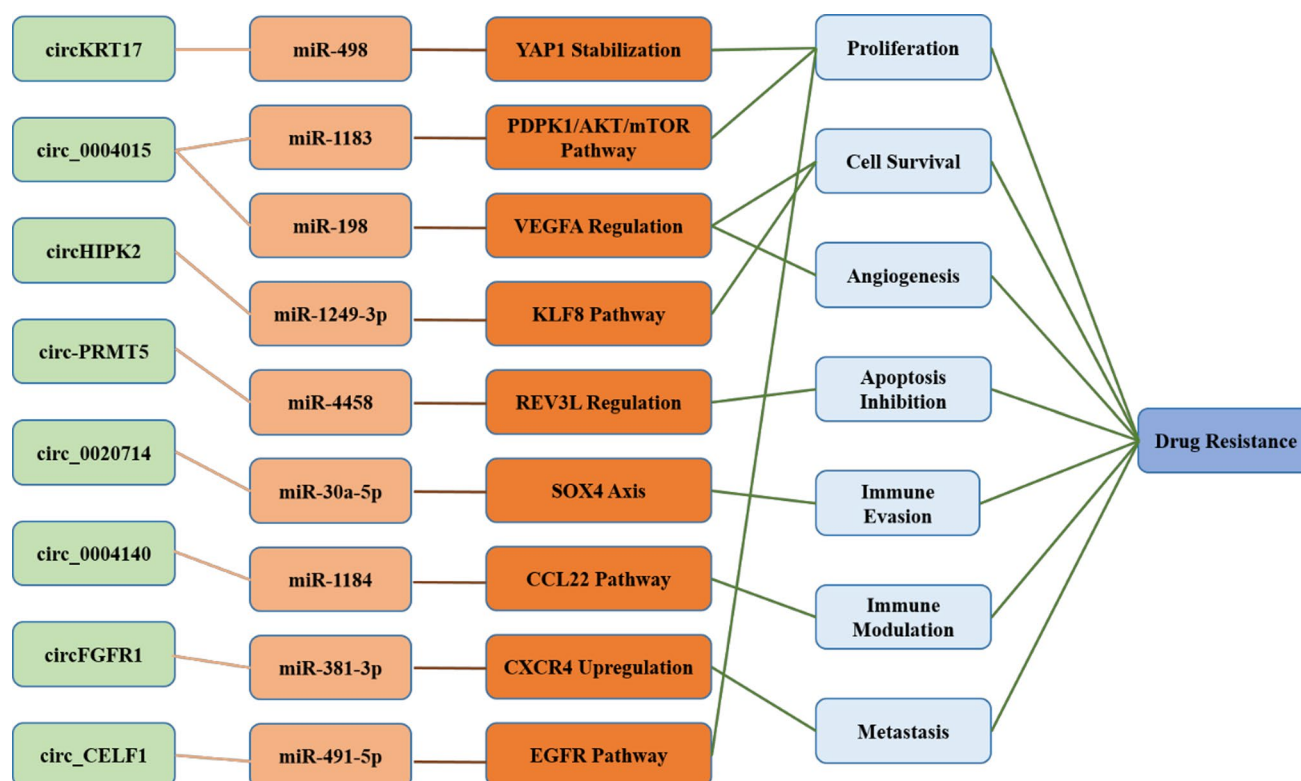 circKRT17
circ_0004015
circHIPK2
circ-PRMT5
circ_0020714
circ_0004140
circFGFR1
circ_CELF1
miR-498
miR-1183
miR-198
miR-1249-3p
miR-4458
miR-30a-5p
miR-1184
miR-381-3p
miR-491-5p
YAP1 Stabilization
PDPK1/AKT/mTOR
Pathway
VEGFA Regulation
KLF8 Pathway
REV3L Regulation
SOX4 Axis
CCL22 Pathway
CXCR4 Upregulation
EGFR Pathway
Proliferation
Cell Survival
Angiogenesis
Apoptosis
Inhibition
Immune
Evasion
Immune
Modulation
Metastasis
Drug Resistance